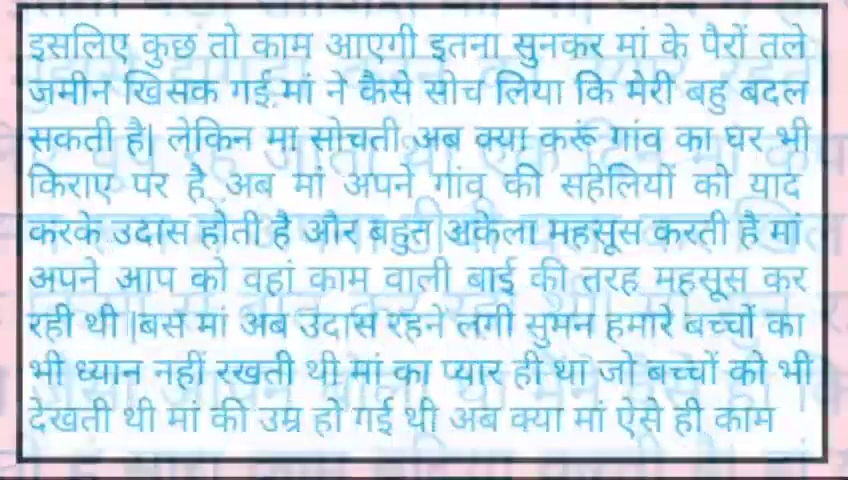 इसलिए कुछ तो काम आएगी इतना सुनकर मां के पैरों तले
ज़मीन खिसक गई मां ने कैसे सोच लिया कि मेरी बहु बदल
सकती है| लेकिन मा सोचती अब क्या करूं गांव का घर भी
किराए पर है अब मां अपने गांव की सहेलियों को याद
करके उदास होती है और बहुत अकेला महसूस करती है मां
अपने आप को वहां काम वाली बाई की तरह महसूस कर
रही थी |बस मां अब उदास रहने लगी सुमन हमारे बच्चों का
भी ध्यान नहीं रखती थी मां का प्यार ही था जो बच्चों को भी
देखती थी मां की उम्र हो गई थी अब क्या मां ऐसे ही काम